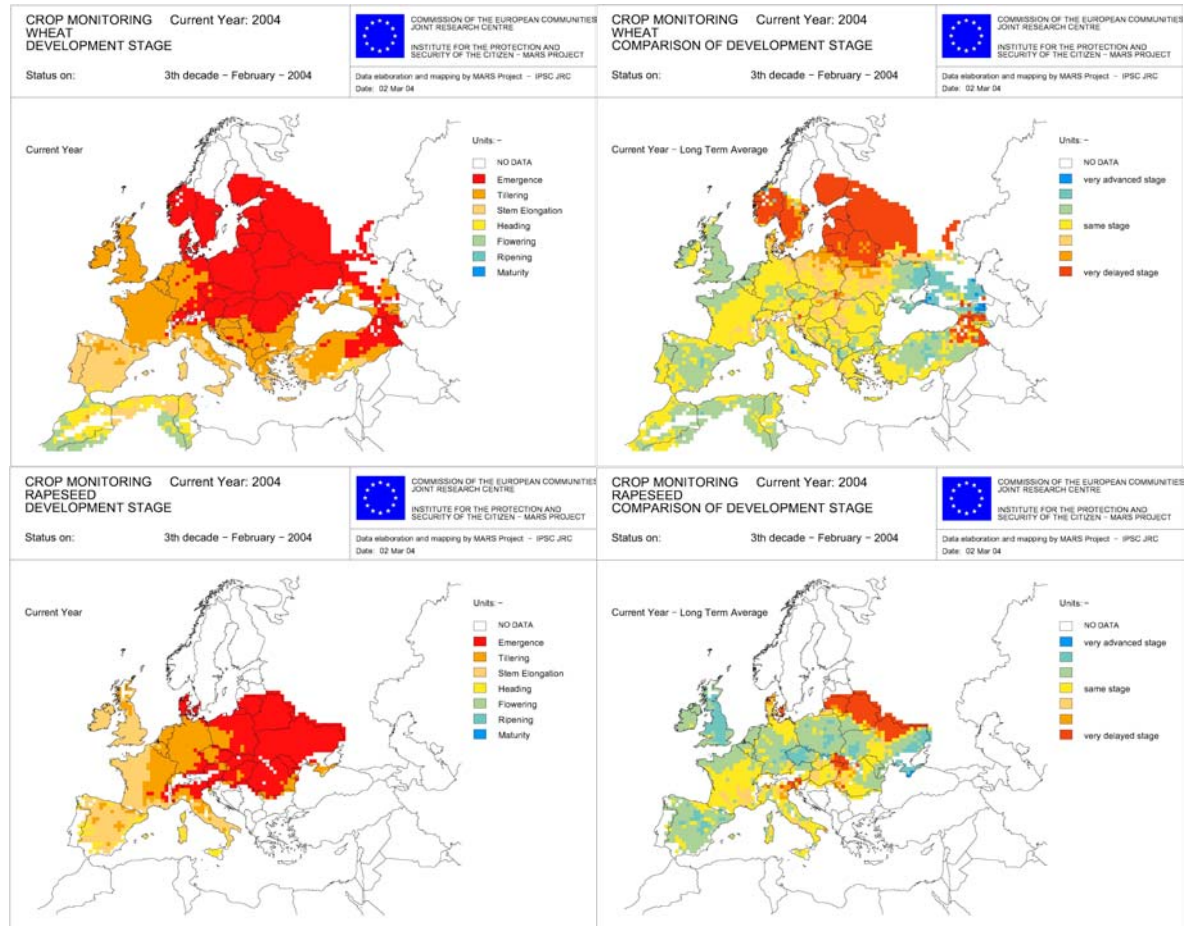 CROP MONITORING Current Year: 2004
WHEAT
DEVELOPMENT STAGE
COMMISSION OF THE EUROPEAN COMMUNITIES
JOINT RESEARCH CENTRE
INSTITUTE FOR THE PROTECTION AND
SECURITY OF THE CITIZEN - MARS PROJECT
Status on: 3th decade - February - 2004
Data elaboration and mapping by MARS Project - IPSC JRC
Date: 02 Mar 04
Current Year
Units: -
NO DATA
Emergence
Tillering
Stem Elongation
Heading
Flowering
Ripening
Maturity
CROP MONITORING Current Year: 2004
WHEAT
COMPARISON OF DEVELOPMENT STAGE
COMMISSION OF THE EUROPEAN COMMUNITIES
JOINT RESEARCH CENTRE
INSTITUTE FOR THE PROTECTION AND
SECURITY OF THE CITIZEN - MARS PROJECT
Status on: 3th decade - February - 2004
Data elaboration and mapping by MARS Project - IPSC JRC
Date: 02 Mar 04
Current Year - Long Term Average
Units: -
NO DATA
very advanced stage
same stage
very delayed stage
CROP MONITORING Current Year: 2004
RAPESEED
DEVELOPMENT STAGE
COMMISSION OF THE EUROPEAN COMMUNITIES
JOINT RESEARCH CENTRE
INSTITUTE FOR THE PROTECTION AND
SECURITY OF THE CITIZEN - MARS PROJECT
Status on: 3th decade - February - 2004
Data elaboration and mapping by MARS Project - IPSC JRC
Date: 02 Mar 04
Current Year
Units: -
NO DATA
Emergence
Tillering
Stem Elongation
Heading
Flowering
Ripening
Maturity
CROP MONITORING Current Year: 2004
RAPESEED
COMPARISON OF DEVELOPMENT STAGE
COMMISSION OF THE EUROPEAN COMMUNITIES
JOINT RESEARCH CENTRE
INSTITUTE FOR THE PROTECTION AND
SECURITY OF THE CITIZEN - MARS PROJECT
Status on: 3th decade - February - 2004
Data elaboration and mapping by MARS Project - IPSC JRC
Date: 02 Mar 04
Current Year - Long Term Average
Units: -
NO DATA
very advanced stage
same stage
very delayed stage